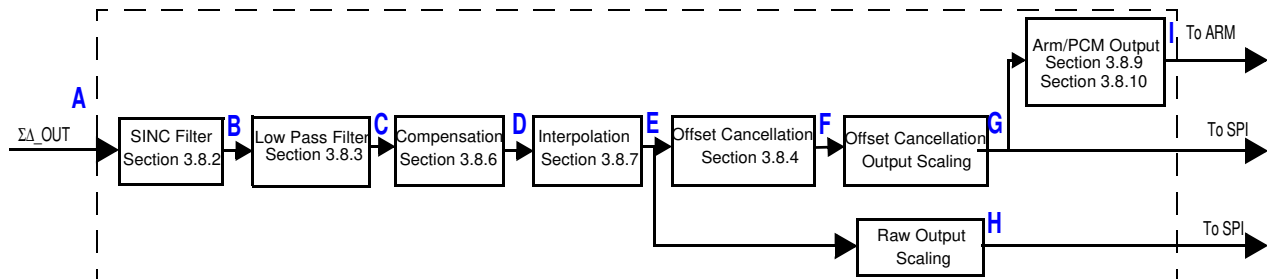 Arm/PCM Output
Section 3.8.9
Section 3.8.10
I
To ARM
A
ΣΔ_OUT
SINC Filter
Section 3.8.2
B
Low Pass Filter
Section 3.8.3
C
Compensation
Section 3.8.6
D
Interpolation
Section 3.8.7
E
Offset Cancellation
Section 3.8.4
F
Offset Cancellation
Output Scaling
G
To SPI
Raw Output
Scaling
H
To SPI